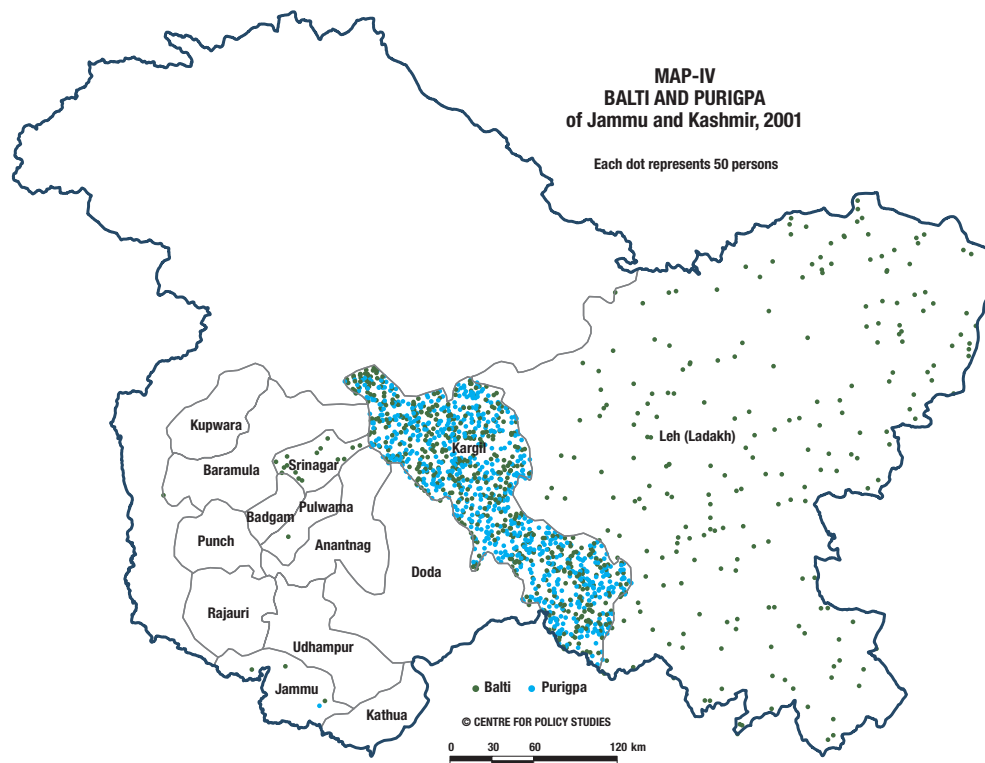 MAP-IV
BALTI AND PURIGPA
of Jammu and Kashmir, 2001
Each dot represents 50 persons
Kupwara
Baramula
Srinagar
Kargil
Leh (Ladakh)
Badgam
Pulwama
Punch
Anantnag
Doda
Rajauri
Udhampur
Jammu
Kathua
Balti Purigpa
© CENTRE FOR POLICY STUDIES
0 30 60 120 km